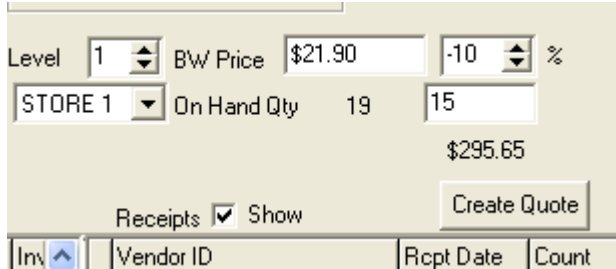 Level 1 BW Price $21.90 -10 %
STORE 1 On Hand Qty 19 15
$295.65
Receipts Show Create Quote
Vendor ID Rcpt Date Count